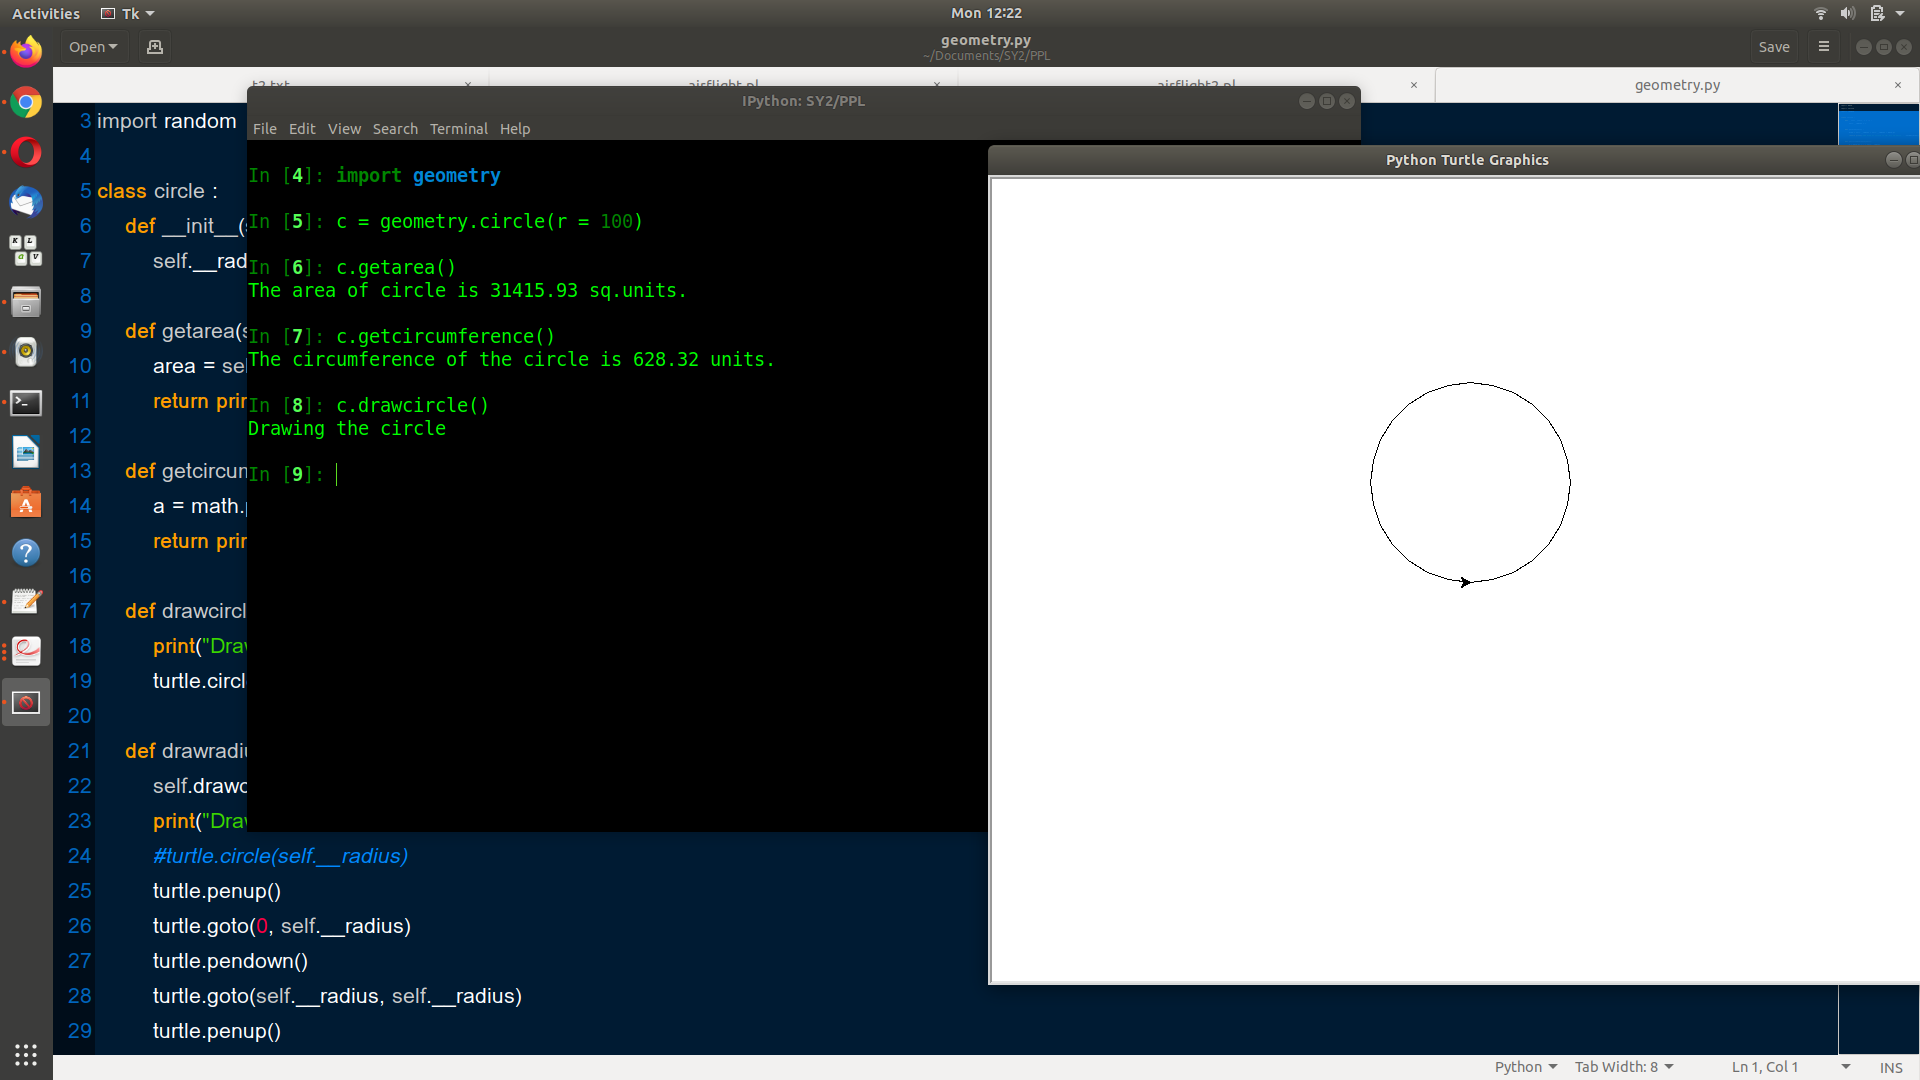 Activities Tk Mon 12:22
Open geometry.py Save
~/Documents/SY2/PPL
t2.txt airflight.pl airflight2.pl geometry.py
IPython: SY2/PPL
File Edit View Search Terminal Help
In [4]: import geometry
In [5]: c = geometry.circle(r = 100)
In [6]: c.getarea()
The area of circle is 31415.93 sq.units.
In [7]: c.getcircumference()
The circumference of the circle is 628.32 units.
In [8]: c.drawcircle()
Drawing the circle
In [9]:
Python Turtle Graphics
3 import random
4
5 class circle :
6 def __init__(
7 self.__rad
8
9 def getarea(
10 area = sel
11 return prin
12
13 def getcircum
14 a = math.
15 return prin
16
17 def drawcircl
18 print("Draw
19 turtle.circl
20
21 def drawradiu
22 self.drawc
23 print("Draw
24 #turtle.circle(self.__radius)
25 turtle.penup()
26 turtle.goto(0, self.__radius)
27 turtle.pendown()
28 turtle.goto(self.__radius, self.__radius)
29 turtle.penup()
Python Tab Width: 8 Ln 1, Col 1 INS